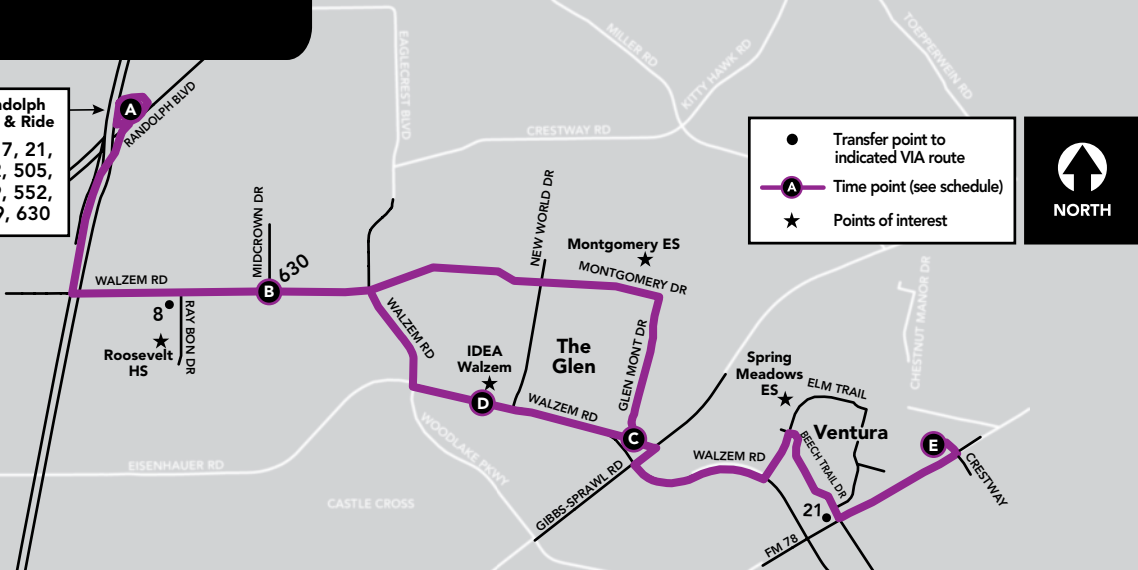 ndolph
& Ride
7, 21,
, 505,
, 552,
9, 630
A
RANDOLPH BLVD
EAGLECREST BLVD
MILLER RD
KITTY HAWK RD
TOEPPERWEIN RD
CRESTWAY RD
Transfer point to
indicated VIA route
A
Time point (see schedule)
Points of interest
NORTH
MIDCROWN DR
630
B
WALZEM RD
8
RAY BON DR
Roosevelt
HS
NEW WORLD DR
Montgomery ES
MONTGOMERY DR
WALZEM RD
IDEA
Walzem
D
The
Glen
GLEN MONT DR
WALZEM RD
C
CHESTNUT MANOR DR
Spring
Meadows
ES
ELM TRAIL
Ventura
BEECH TRAIL DR
E
CRESTWAY
WALZEM RD
21
FM 78
GIBBS-SPRAWL RD
WOODLAKE PKWY
EISENHAUER RD
CASTLE CROSS